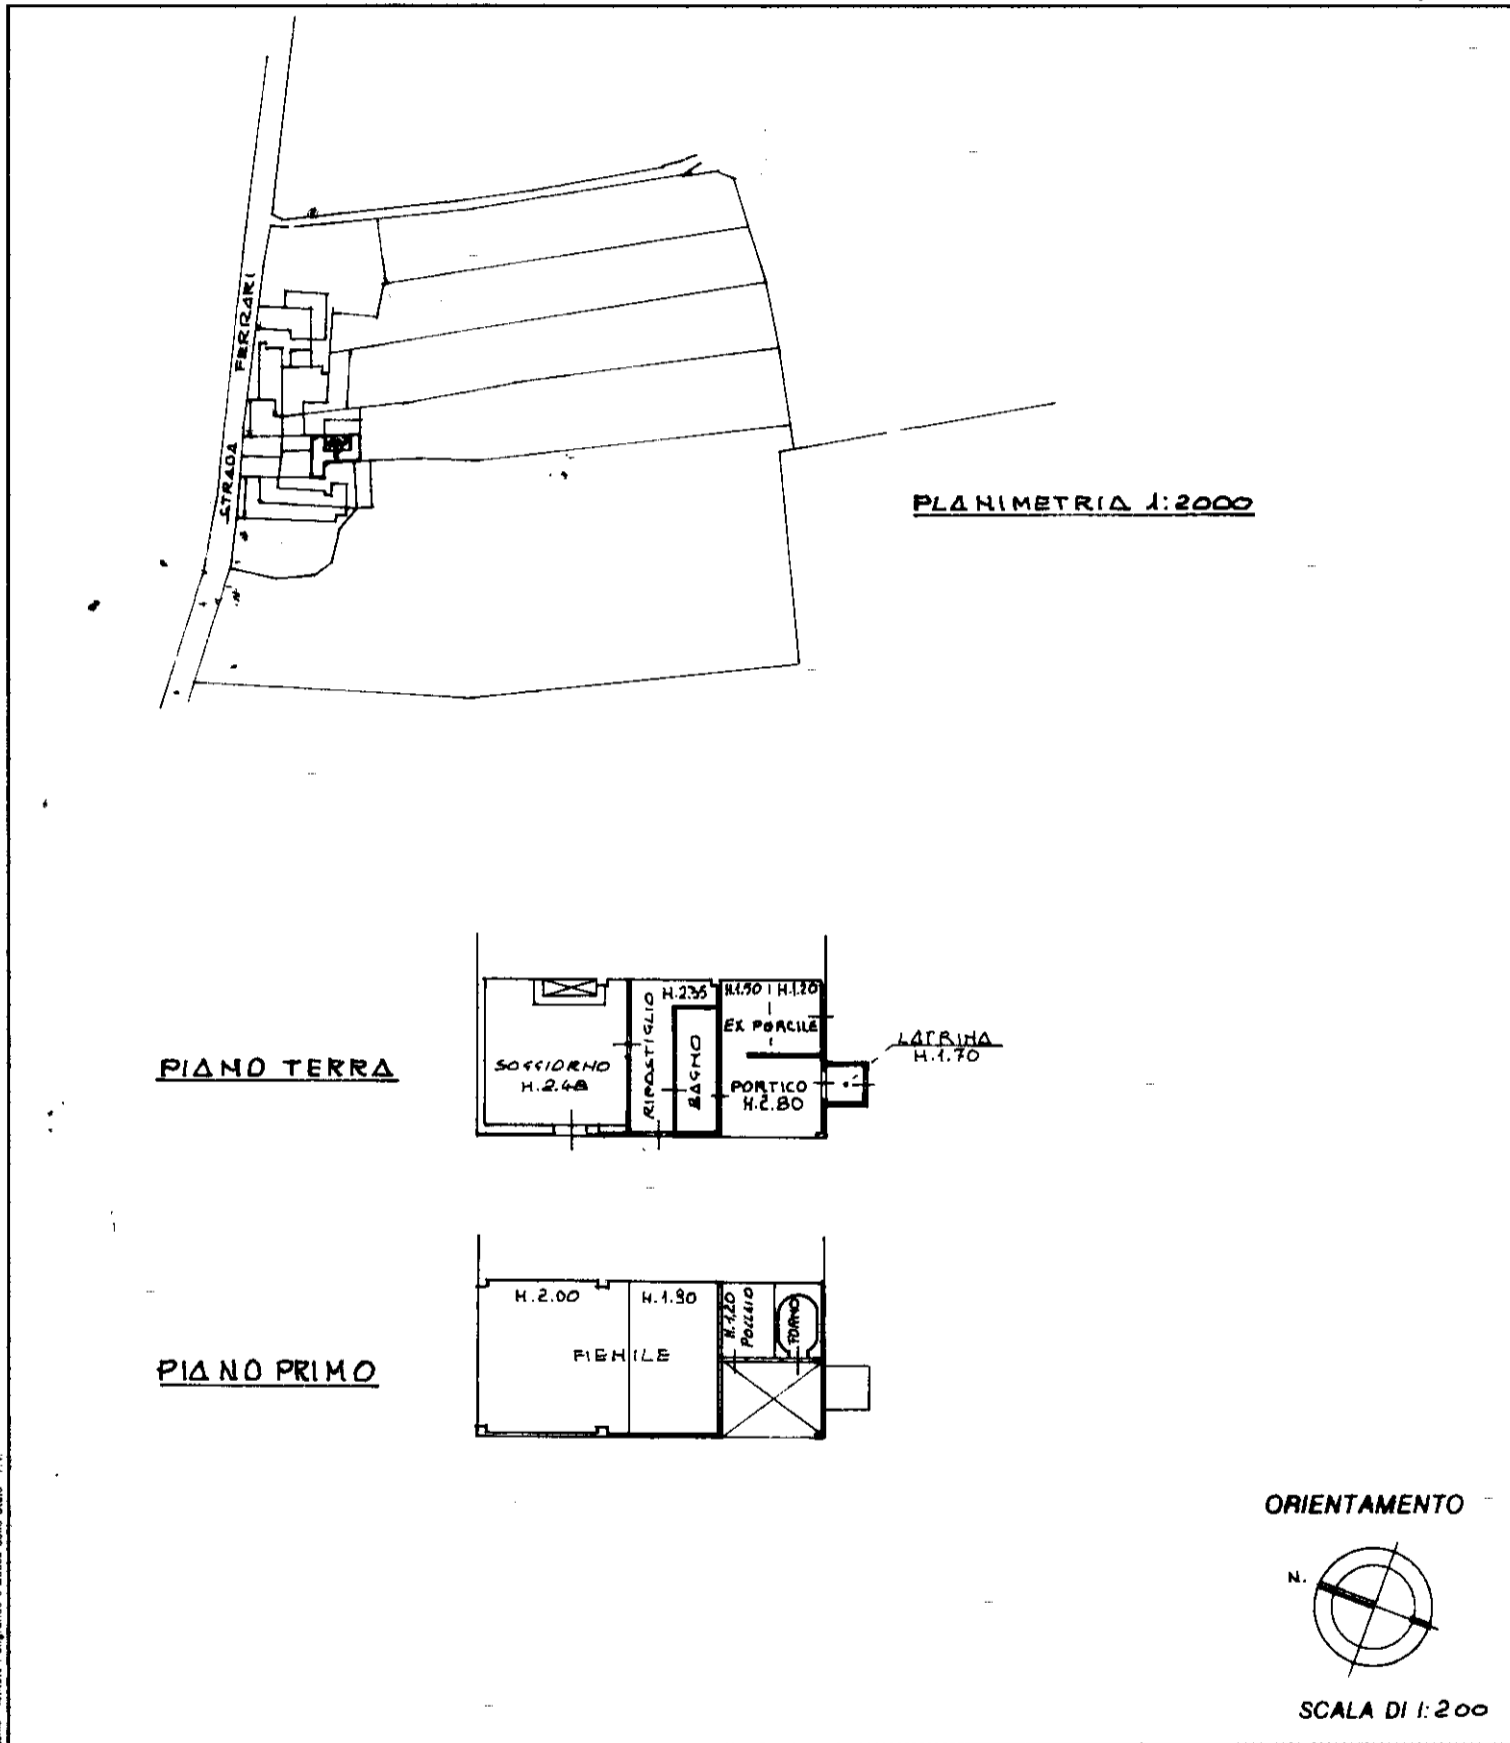 STRADA FERRARI
PLANIMETRIA 1:2000
PIANO TERRA
SOGGIORNO
H.2.48
RIPOSTIGLIO
H.235
BAGNO
H.1.50 H.1.20
EX PORCILE
PORTICO
H.2.80
LATRINA
H.1.70
PIANO PRIMO
H.2.00
H.1.90
FIENILE
H.1.20
POLLAIO
FORNO
ORIENTAMENTO
N.
SCALA DI 1:200